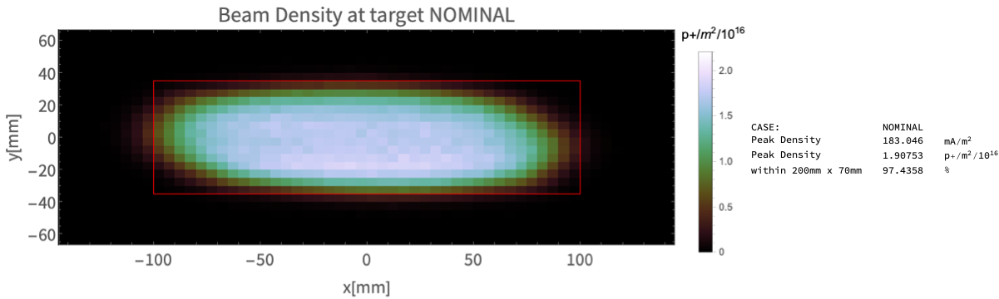 Beam Density at target NOMINAL
p+/m²/10¹⁶
60
40
20
0
−20
−40
−60
y[mm]
−100
−50
0
50
100
x[mm]
2.0
1.5
1.0
0.5
0
CASE: NOMINAL
Peak Density 183.046 mA/m²
Peak Density 1.90753 p+/m²/10¹⁶
within 200mm x 70mm 97.4358 %